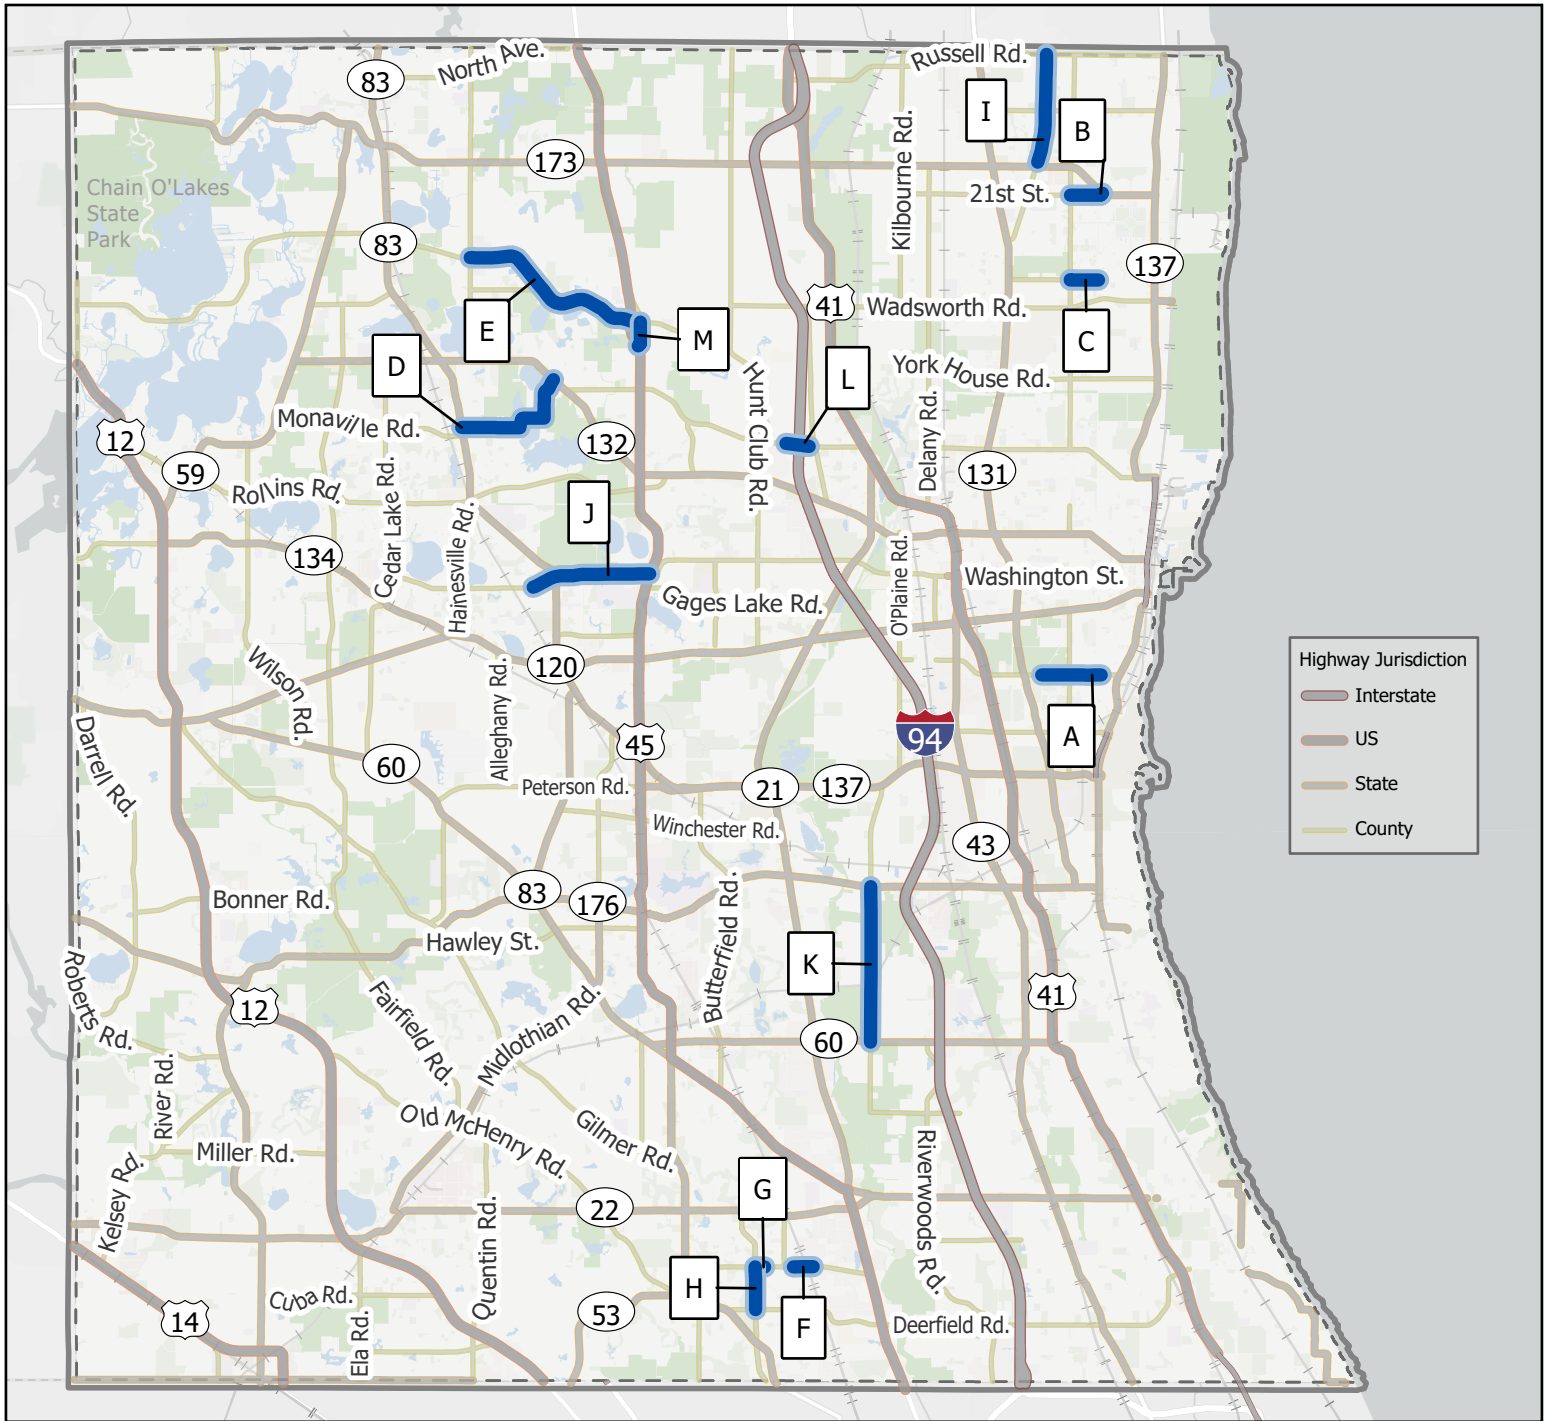 North Ave.
Russell Rd.
83
I
B
173
Kilbourne Rd.
Chain O'Lakes
State
Park
21st St.
83
137
E
41
Wadsworth Rd.
M
C
D
L
York House Rd.
Hunt Club Rd.
Delany Rd.
Monaville Rd.
12
132
59
131
Rollins Rd.
Cedar Lake Rd.
Hainesville Rd.
J
134
O'Plaine Rd.
Washington St.
Gages Lake Rd.
Highway Jurisdiction
Interstate
US
State
County
Wilson Rd.
120
Alleghany Rd.
Darrell Rd.
45
94
A
60
Peterson Rd.
21
137
Winchester Rd.
43
83
176
Bonner Rd.
Butterfield Rd.
Hawley St.
K
Roberts Rd.
12
Fairfield Rd.
Midlothian Rd.
41
60
River Rd.
Old McHenry Rd.
Gilmer Rd.
Miller Rd.
Riverwoods Rd.
Kelsey Rd.
G
22
Quentin Rd.
H
Cuba Rd.
53
14
F
Deerfield Rd.
Ela Rd.